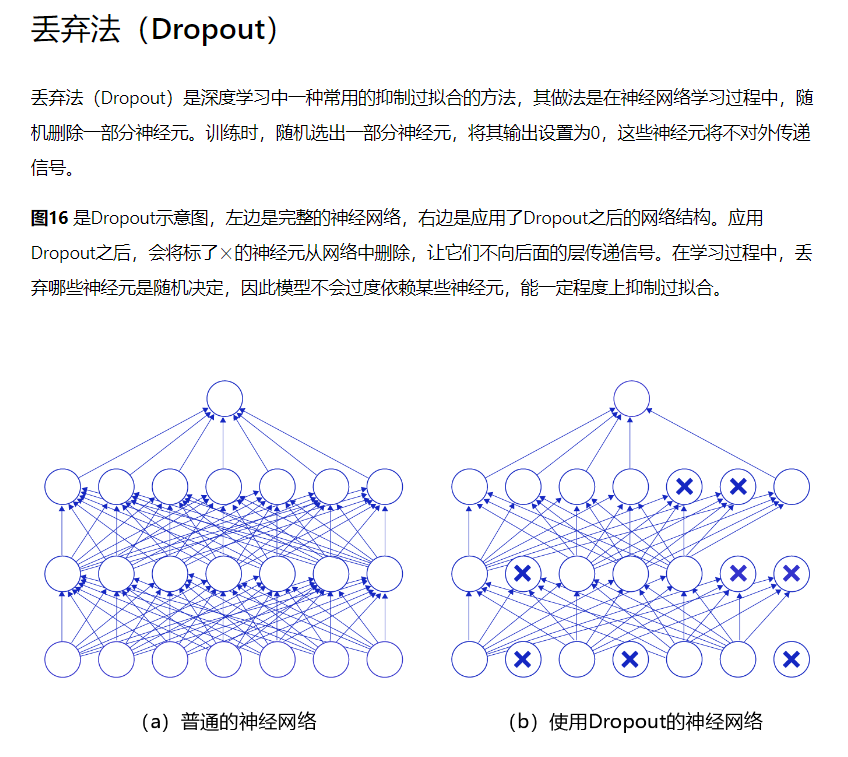 丢弃法（Dropout）
丢弃法（Dropout）是深度学习中一种常用的抑制过拟合的方法，其做法是在神经网络学习过程中，随
机删除一部分神经元。训练时，随机选出一部分神经元，将其输出设置为0，这些神经元将不对外传递
信号。
图16 是Dropout示意图，左边是完整的神经网络，右边是应用了Dropout之后的网络结构。应用
Dropout之后，会将标了×的神经元从网络中删除，让它们不向后面的层传递信号。在学习过程中，丢
弃哪些神经元是随机决定，因此模型不会过度依赖某些神经元，能一定程度上抑制过拟合。
（a）普通的神经网络
（b）使用Dropout的神经网络